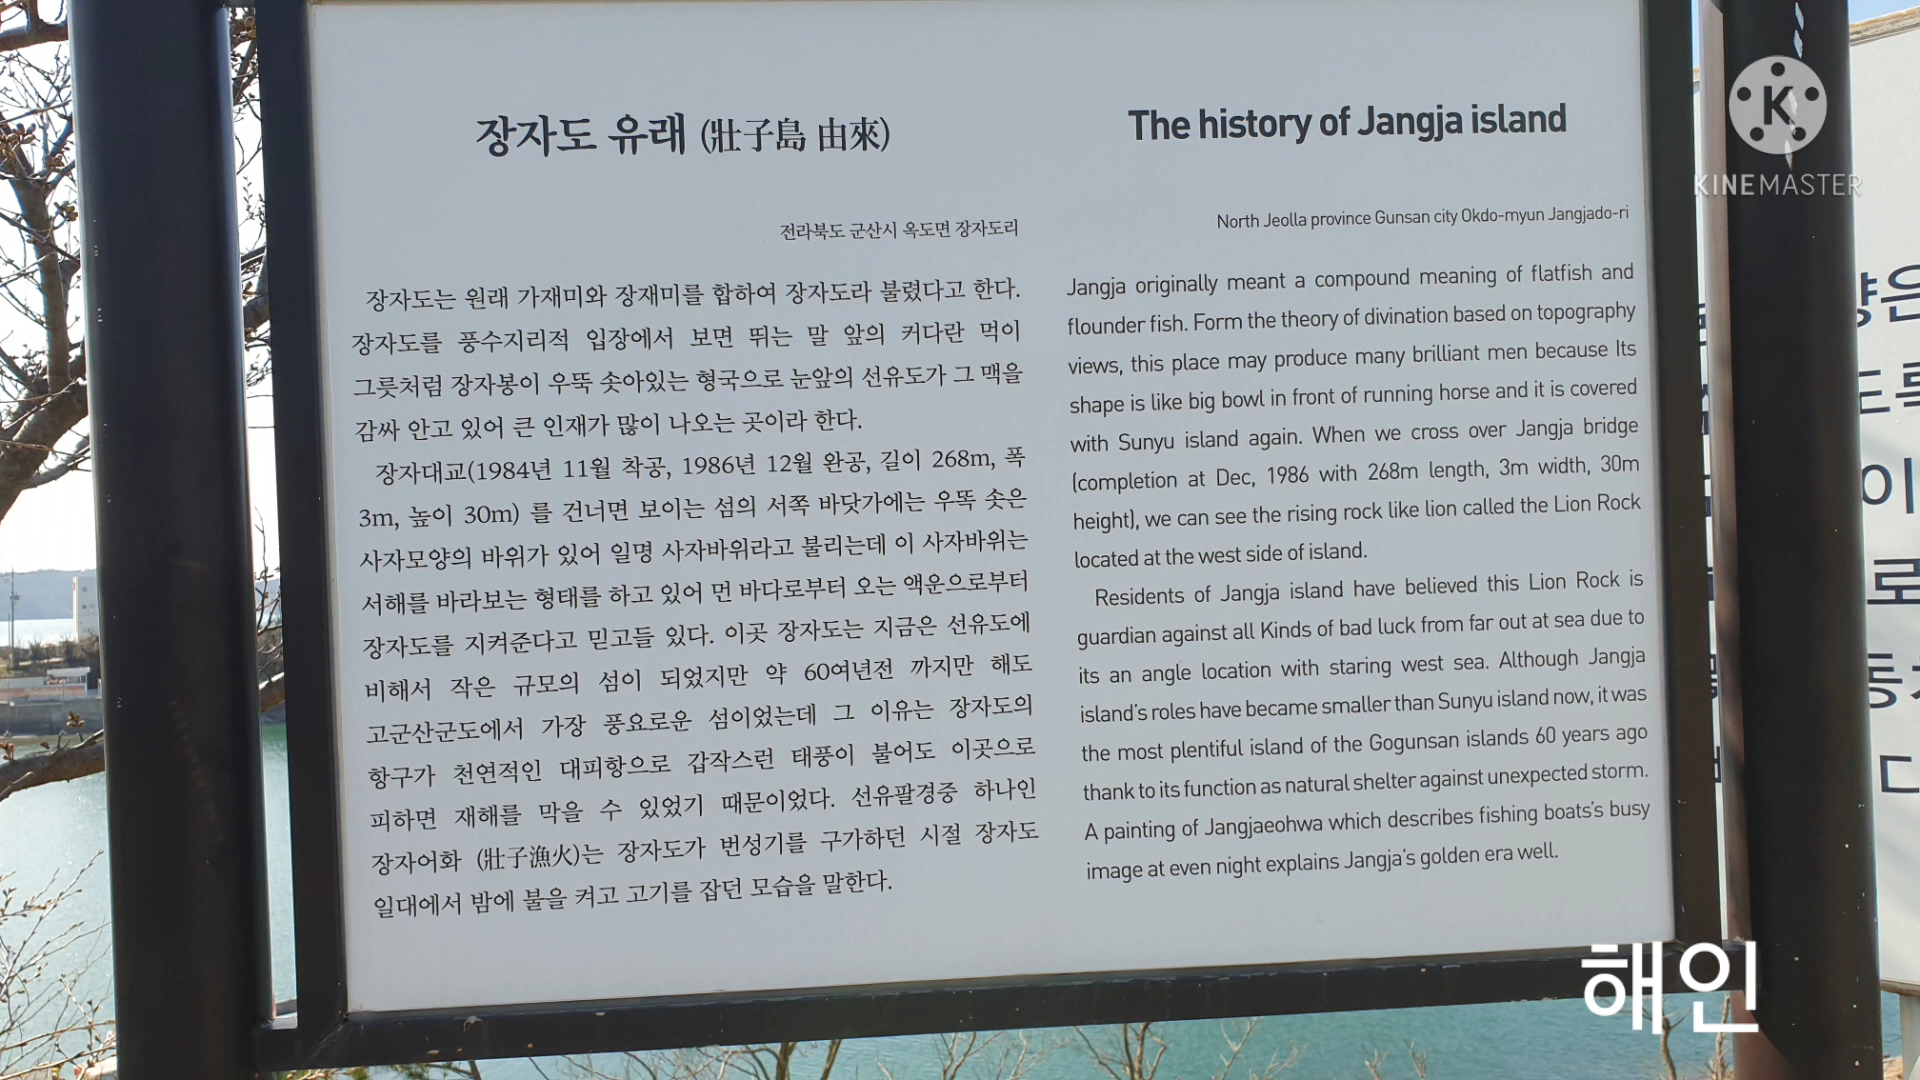 장자도 유래 (壯子島 由來)
전라북도 군산시 옥도면 장자도리
장자도는 원래 가재미와 장재미를 합하여 장자도라 불렸다고 한다.
장자도를 풍수지리적 입장에서 보면 뛰는 말 앞의 커다란 먹이
그릇처럼 장자봉이 우뚝 솟아있는 형국으로 눈앞의 선유도가 그 맥을
감싸 안고 있어 큰 인재가 많이 나오는 곳이라 한다.
장자대교(1984년 11월 착공, 1986년 12월 완공, 길이 268m, 폭
3m, 높이 30m) 를 건너면 보이는 섬의 서쪽 바닷가에는 우뚝 솟은
사자모양의 바위가 있어 일명 사자바위라고 불리는데 이 사자바위는
서해를 바라보는 형태를 하고 있어 먼 바다로부터 오는 액운으로부터
장자도를 지켜준다고 믿고들 있다. 이곳 장자도는 지금은 선유도에
비해서 작은 규모의 섬이 되었지만 약 60여년전 까지만 해도
고군산군도에서 가장 풍요로운 섬이었는데 그 이유는 장자도의
항구가 천연적인 대피항으로 갑작스런 태풍이 불어도 이곳으로
피하면 재해를 막을 수 있었기 때문이었다. 선유팔경중 하나인
장자어화 (壯子漁火)는 장자도가 번성기를 구가하던 시절 장자도
일대에서 밤에 불을 켜고 고기를 잡던 모습을 말한다.
The history of Jangja island
North Jeolla province Gunsan city Okdo-myun Jangjado-ri
Jangja originally meant a compound meaning of flatfish and
flounder fish. Form the theory of divination based on topography
views, this place may produce many brilliant men because Its
shape is like big bowl in front of running horse and it is covered
with Sunyu island again. When we cross over Jangja bridge
(completion at Dec, 1986 with 268m length, 3m width, 30m
height), we can see the rising rock like lion called the Lion Rock
located at the west side of island.
Residents of Jangja island have believed this Lion Rock is
guardian against all Kinds of bad luck from far out at sea due to
its an angle location with staring west sea. Although Jangja
island's roles have became smaller than Sunyu island now, it was
the most plentiful island of the Gogunsan islands 60 years ago
thank to its function as natural shelter against unexpected storm.
A painting of Jangjaeohwa which describes fishing boats's busy
image at even night explains Jangja's golden era well.
K
KINEMASTER
해인